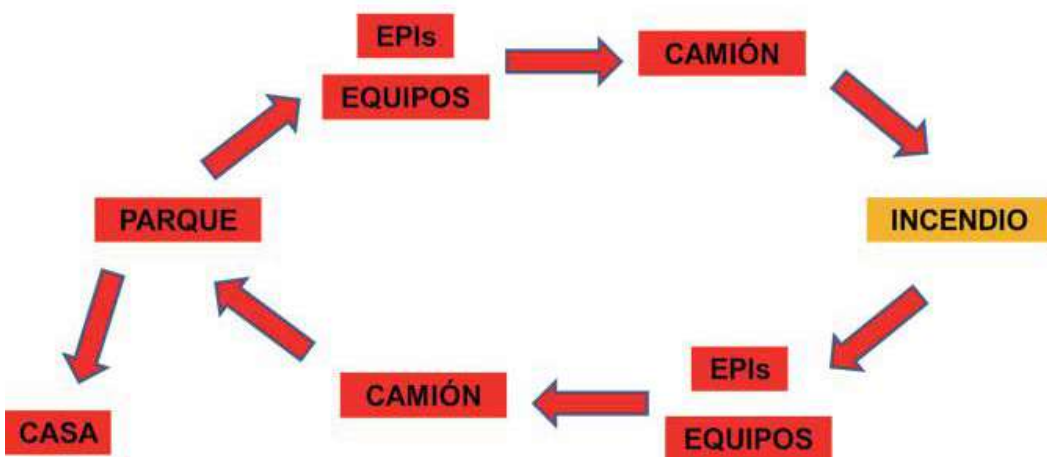 EPIs
EQUIPOS
CAMIÓN
PARQUE
INCENDIO
EPIs
EQUIPOS
CAMIÓN
CASA